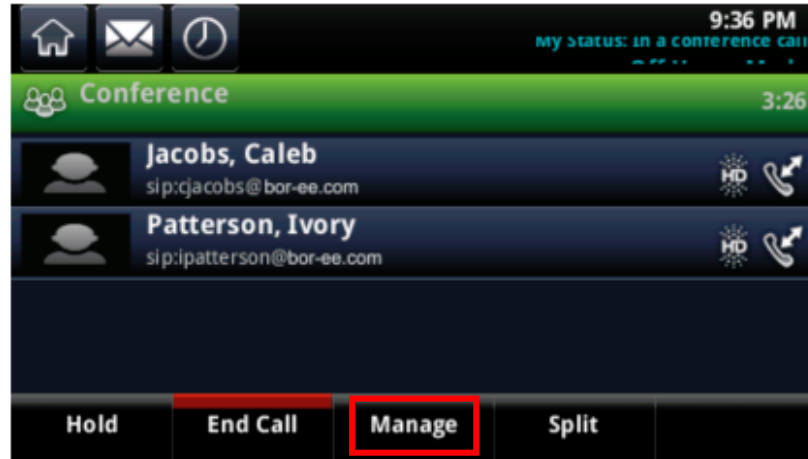 9:36 PM
My Status: In a conference call
Conference
3:26
Jacobs, Caleb
sip:cjacobs@bor-ee.com
HD
Patterson, Ivory
sip:ipatterson@bor-ee.com
HD
Hold End Call Manage Split